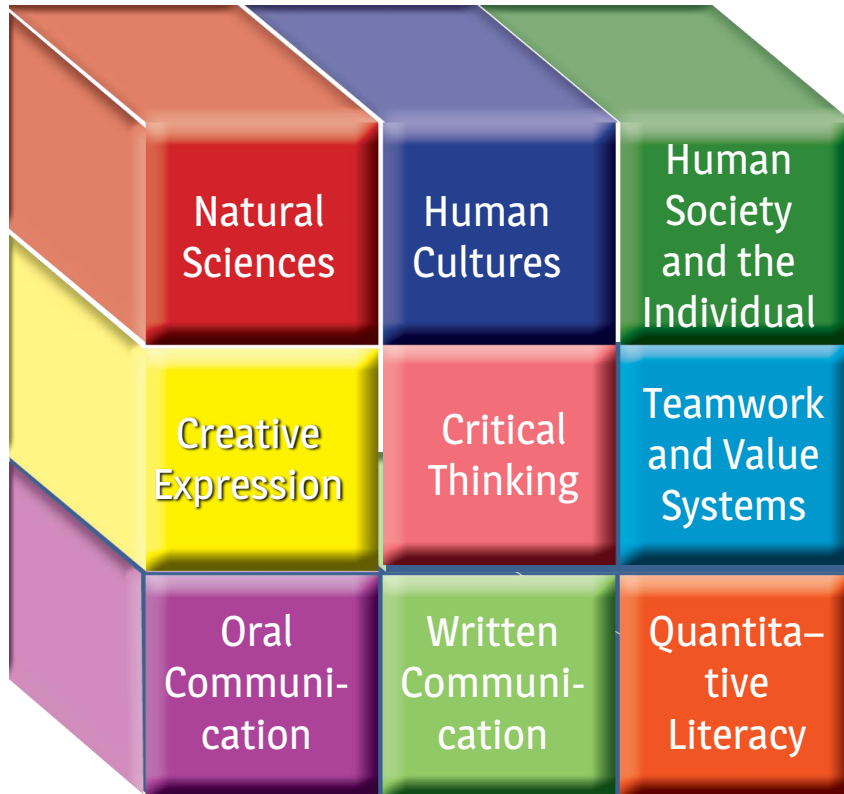 Natural
Sciences
Human
Cultures
Human
Society
and the
Individual
Creative
Expression
Critical
Thinking
Teamwork
and Value
Systems
Oral
Communi-
cation
Written
Communi-
cation
Quantita–
tive
Literacy